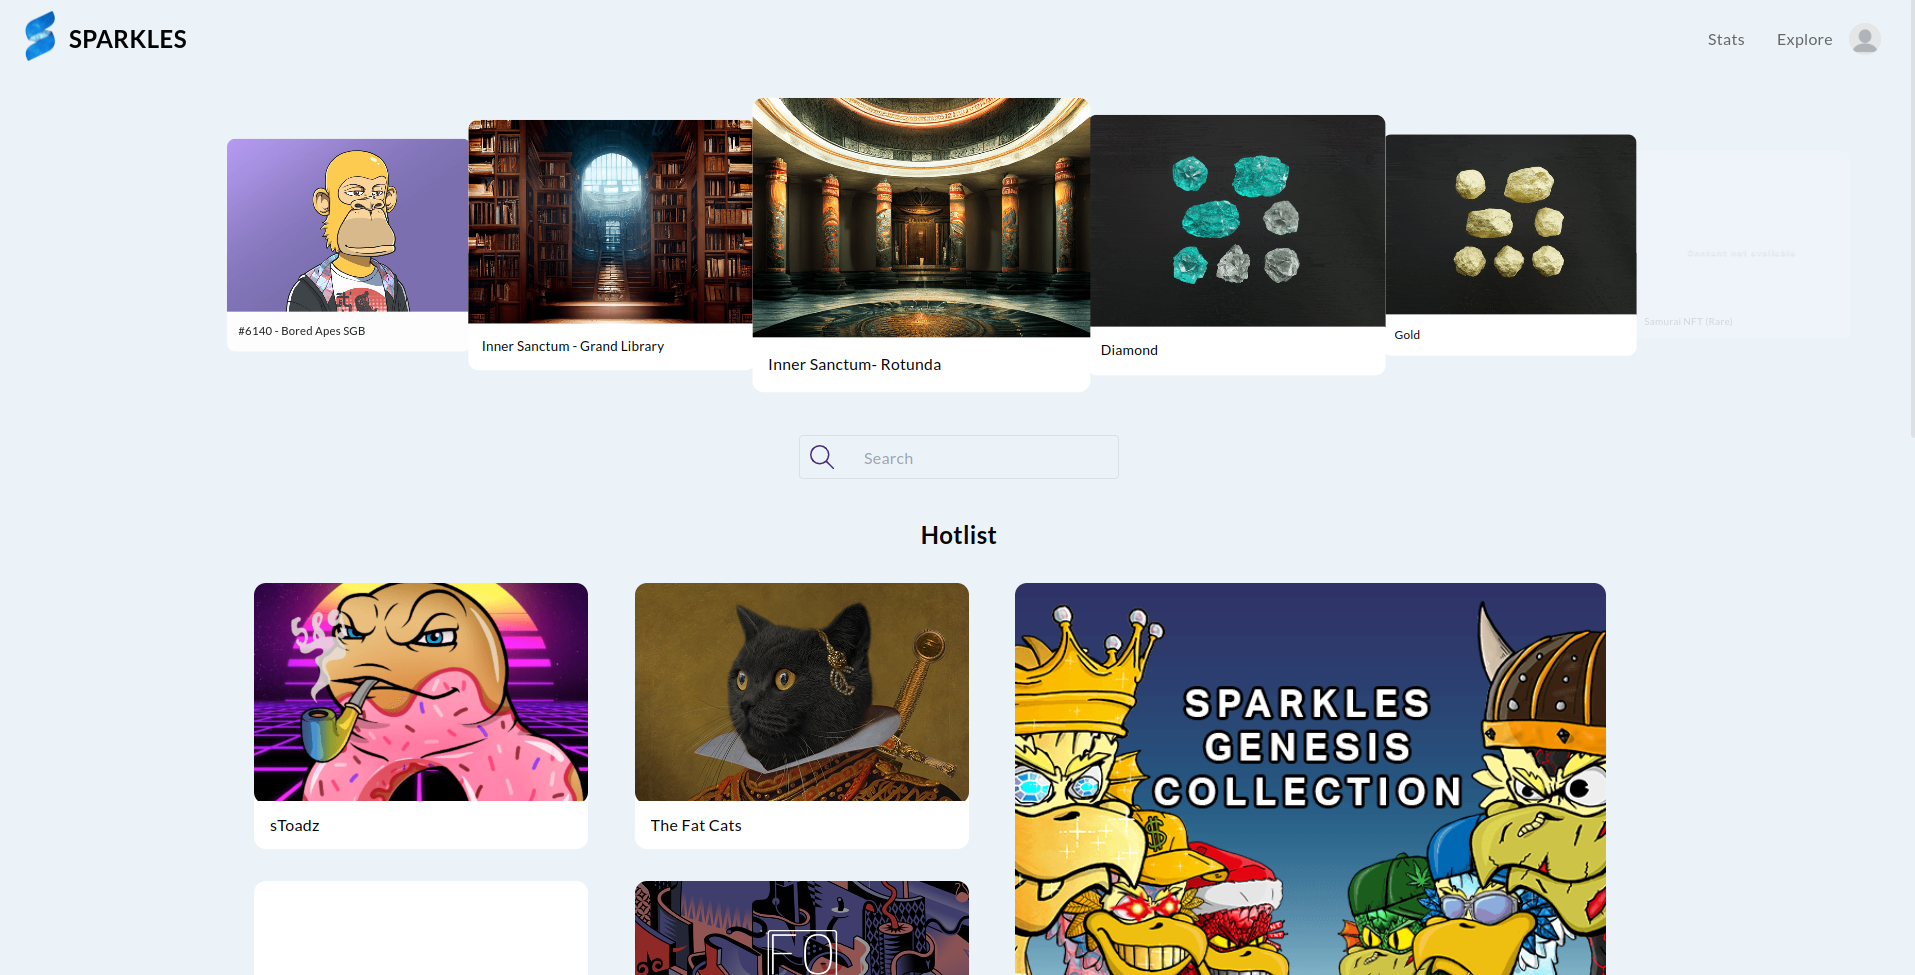 SPARKLES
Stats
Explore
#6140 - Bored Apes SGB
Inner Sanctum - Grand Library
Inner Sanctum- Rotunda
Diamond
Gold
Samurai NFT (Rare)
Search
Hotlist
589
sToadz
The Fat Cats
SPARKLES
GENESIS
COLLECTION
$
FO